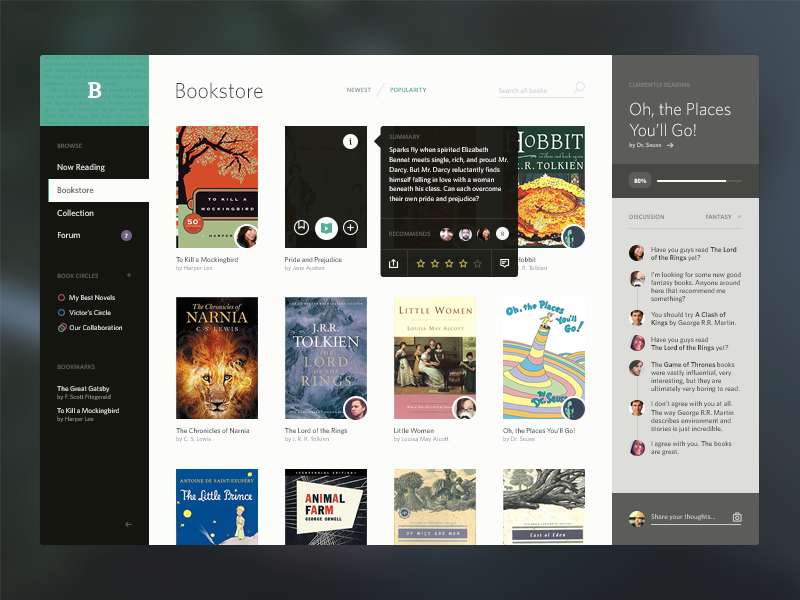 B
BROWSE
Now Reading
Bookstore
Collection
Forum
7
BOOK CIRCLES
+
My Best Novels
Victor's Circle
Our Collaboration
BOOKMARKS
The Great Gatsby
by F. Scott Fitzgerald
To Kill a Mockingbird
by Harper Lee
Bookstore
NEWEST
POPULARITY
Search all books
TO KILL A
MOCKINGBIRD
50
HARPER
To Kill a Mockingbird
by Harper Lee
i
Pride and Prejudice
by Jane Austen
SUMMARY
Sparks fly when spirited Elizabeth
Bennet meets single, rich, and proud Mr.
Darcy. But Mr. Darcy reluctantly finds
himself falling in love with a woman
beneath his class. Can each overcome
their own pride and prejudice?
RECOMMENDS
8
HOBBIT
Hobbit
R. Tolkien
The Chronicles of
NARNIA
C. S. LEWIS
The Chronicles of Narnia
by C. S. Lewis
J.R.R.
TOLKIEN
THE
LORD
OF THE
RINGS
The Lord of the Rings
by J. R. R. Tolkien
LITTLE WOMEN
LOUISA MAY ALCOTT
Little Women
by Louisa May Alcott
Oh, the Places
You'll Go!
by Dr. Seuss
Oh, the Places You'll Go!
by Dr. Seuss
ANTOINE DE SAINT-EXUPÉRY
The Little Prince
CENTENNIAL EDITION
ANIMAL
FARM
GEORGE ORWELL
OF MICE AND MEN
East of Eden
CURRENTLY READING
Oh, the Places
You'll Go!
by Dr. Seuss
80%
DISCUSSION
FANTASY
Have you guys read The Lord
of the Rings yet?
I'm looking for some new good
fantasy books. Anyone around
here that recommend me
something?
You should try A Clash of
Kings by George R.R. Martin.
Have you guys read
The Lord of the Rings yet?
The Game of Thrones books
were vastly influential, very
interesting, but they are
ultimately very boring to read.
I don't agree with you at all.
The way George R.R. Martin
describes environment and
stories is just incredible.
I agree with you. The books
are great.
Share your thoughts...